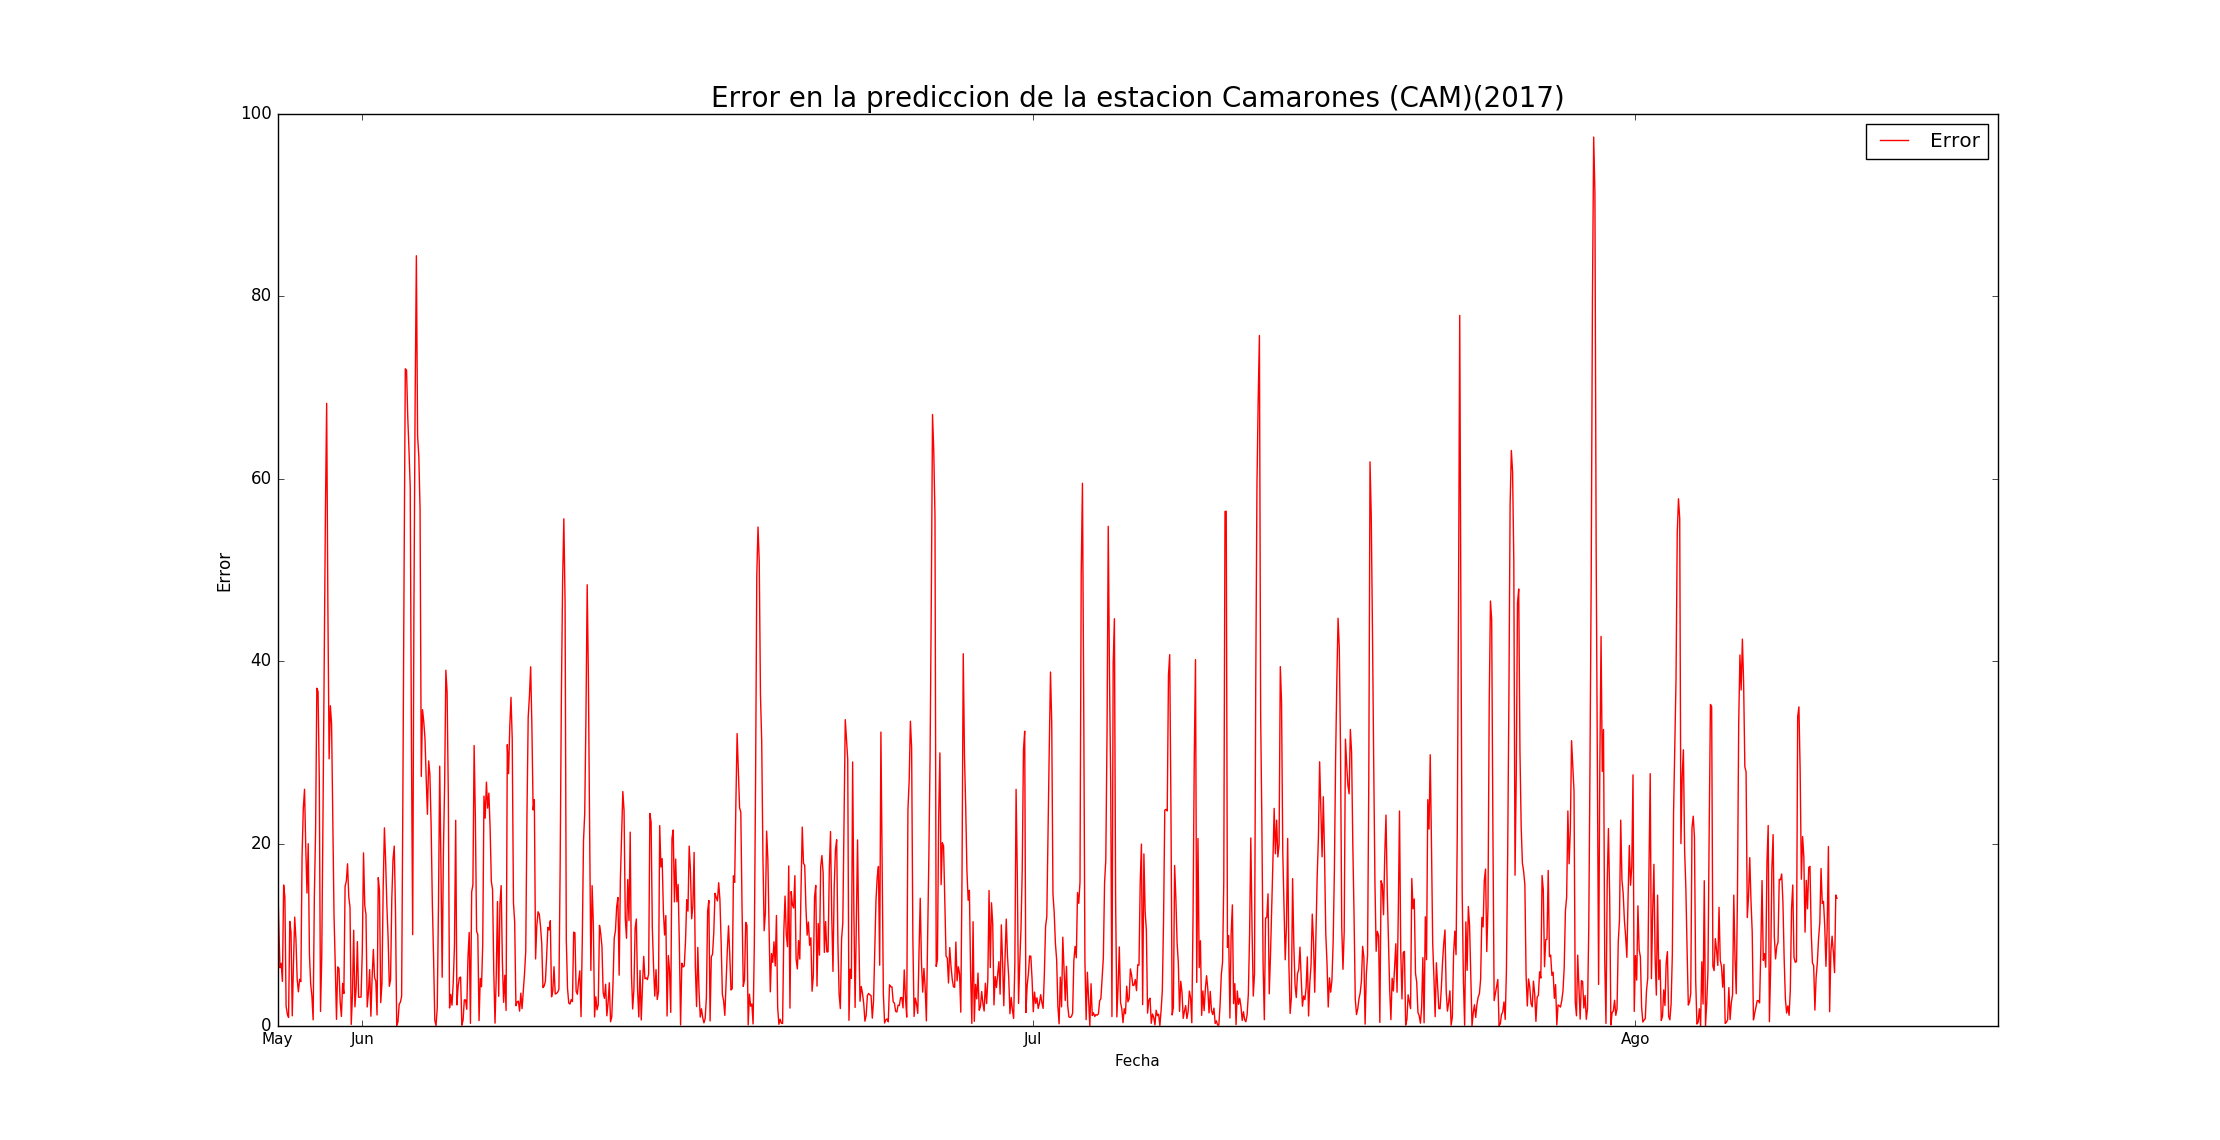 Error en la prediccion de la estacion Camarones (CAM)(2017)
100
80
60
40
20
0
Error
Error
May Jun Jul Ago
Fecha